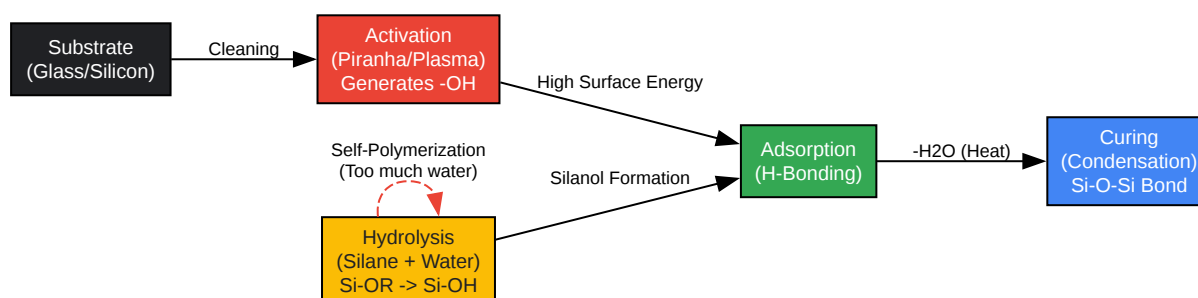 Substrate
(Glass/Silicon)
Cleaning
Activation
(Piranha/Plasma)
Generates -OH
High Surface Energy
Self-Polymerization
(Too much water)
Hydrolysis
(Silane + Water)
Si-OR -> Si-OH
Silanol Formation
Adsorption
(H-Bonding)
-H2O (Heat)
Curing
(Condensation)
Si-O-Si Bond